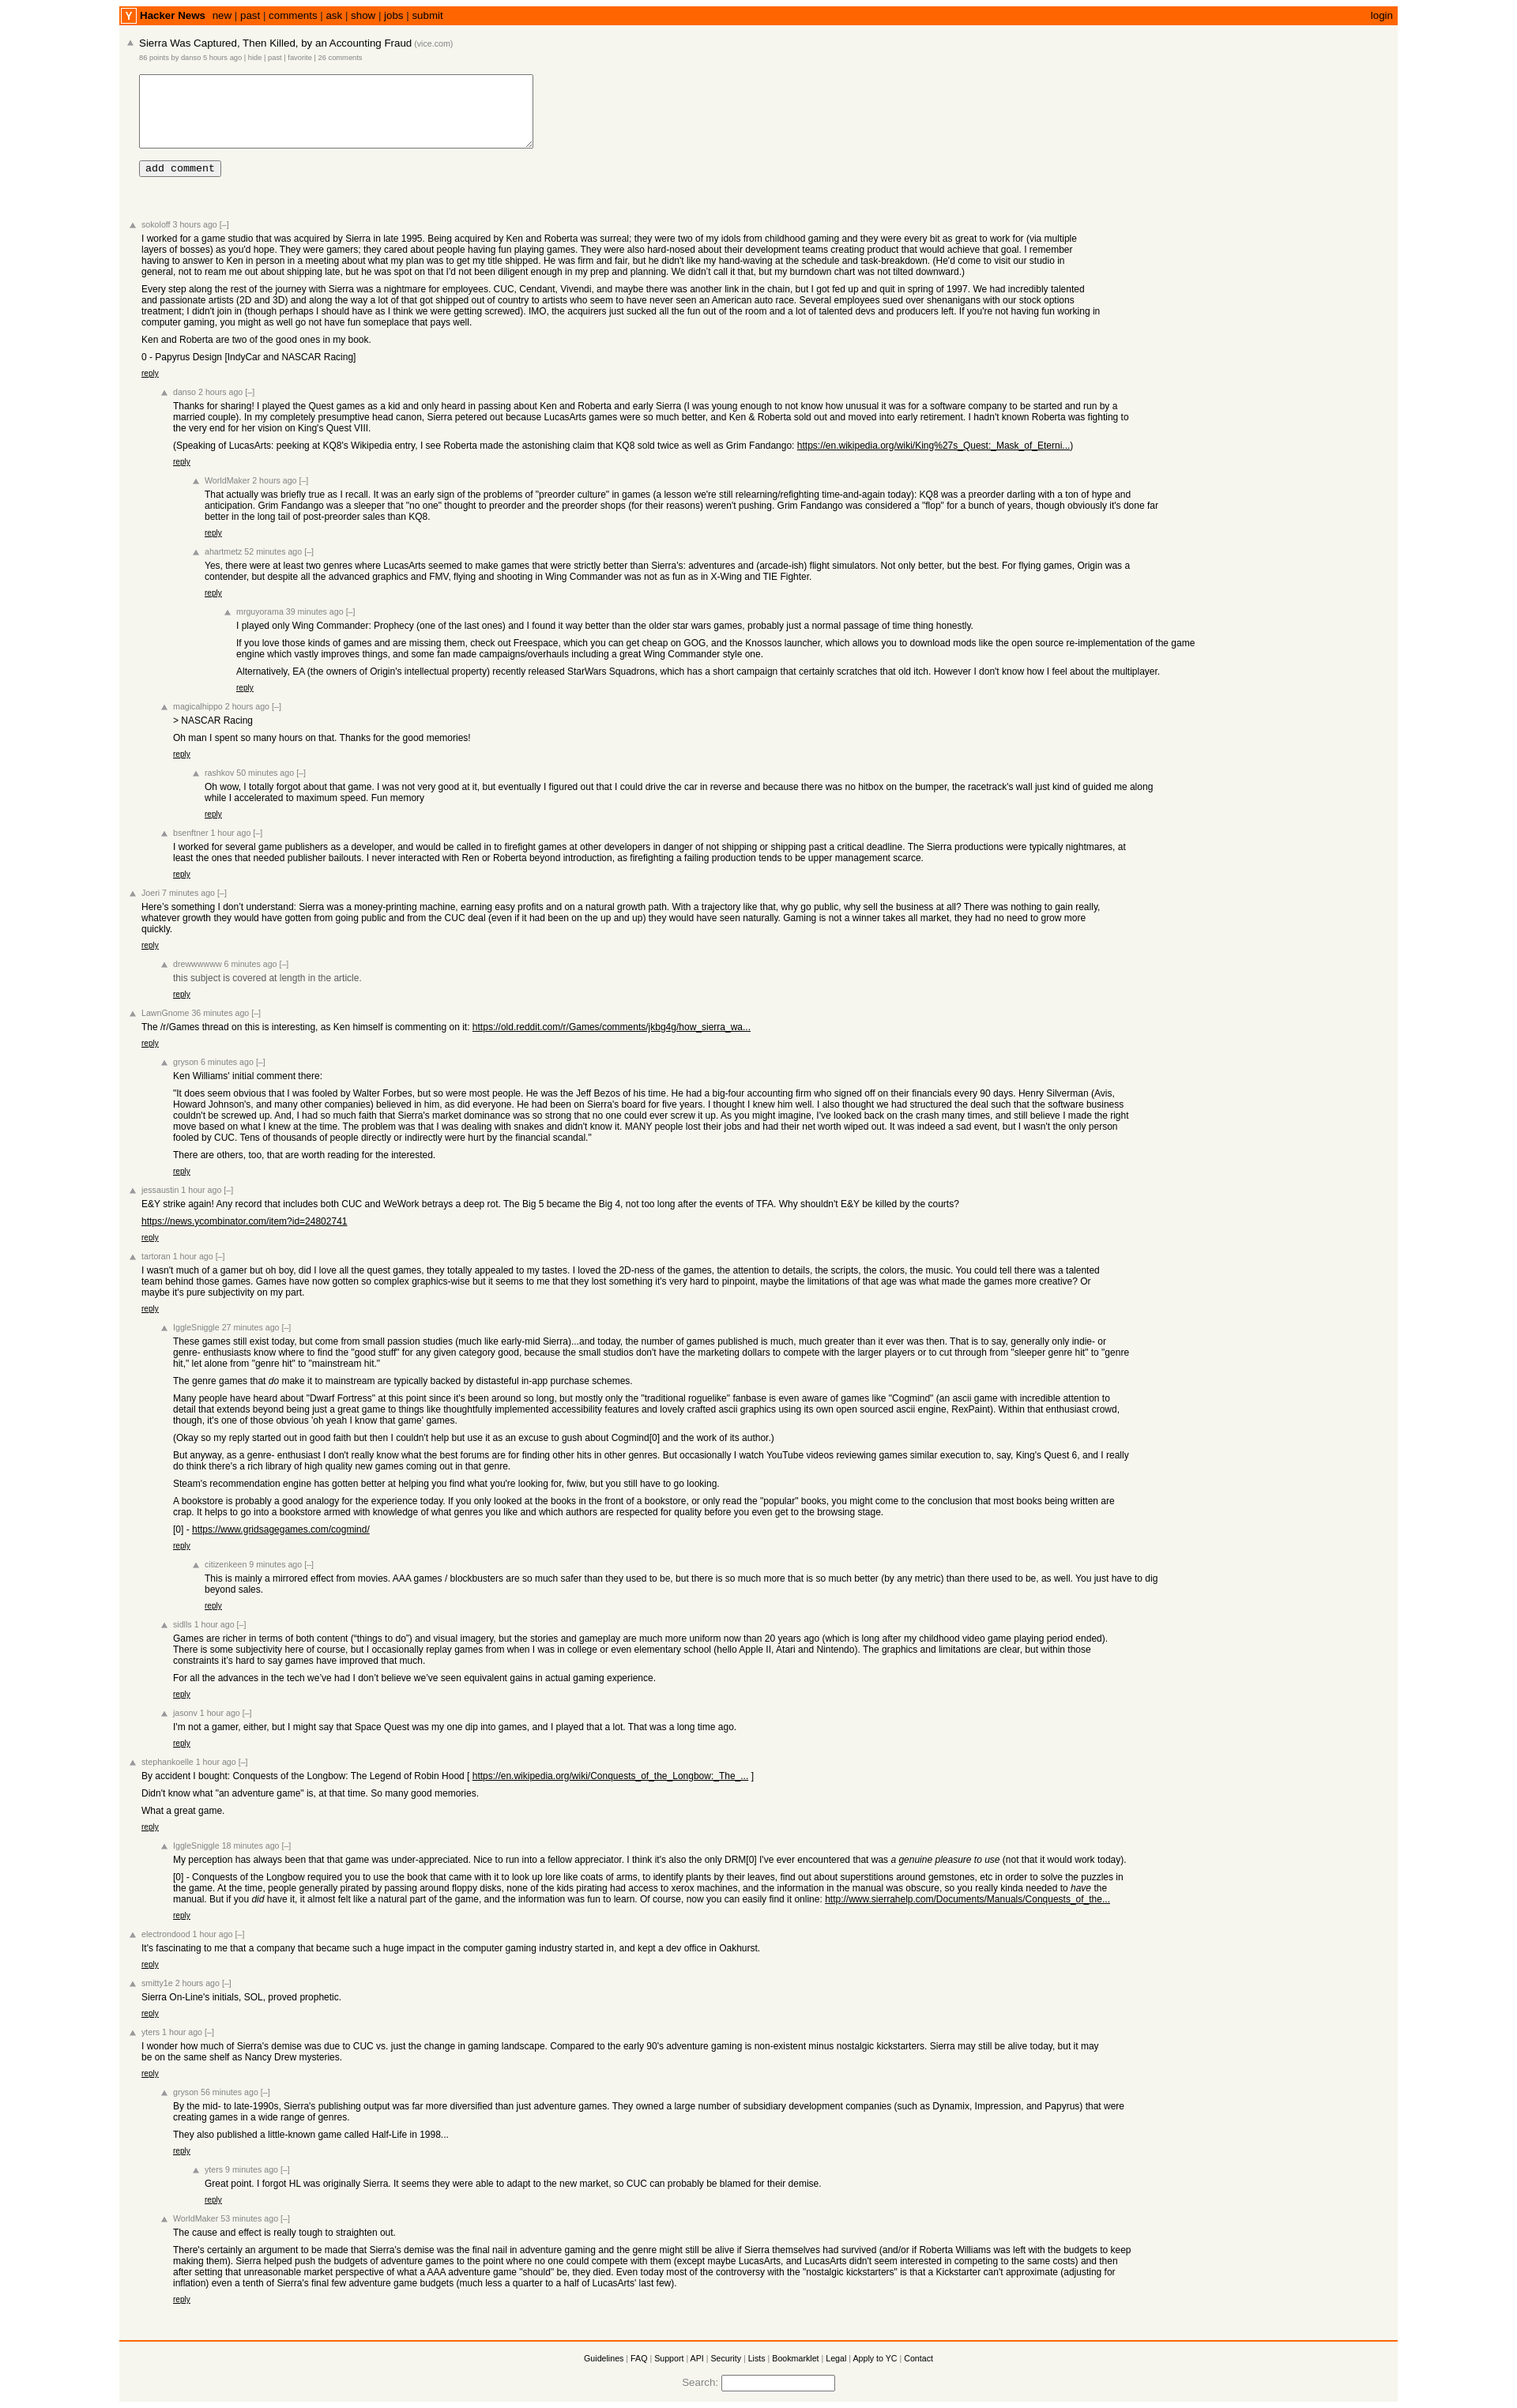 Y Hacker News new | past | comments | ask | show | jobs | submit login
Sierra Was Captured, Then Killed, by an Accounting Fraud (vice.com)
86 points by danso 5 hours ago | hide | past | favorite | 26 comments
add comment
sokoloff 3 hours ago [–]
I worked for a game studio that was acquired by Sierra in late 1995. Being acquired by Ken and Roberta was surreal; they were two of my idols from childhood gaming and they were every bit as great to work for (via multiple
layers of bosses) as you'd hope. They were gamers; they cared about people having fun playing games. They were also hard-nosed about their development teams creating product that would achieve that goal. I remember
having to answer to Ken in person in a meeting about what my plan was to get my title shipped. He was firm and fair, but he didn't like my hand-waving at the schedule and task-breakdown. (He'd come to visit our studio in
general, not to ream me out about shipping late, but he was spot on that I'd not been diligent enough in my prep and planning. We didn't call it that, but my burndown chart was not tilted downward.)
Every step along the rest of the journey with Sierra was a nightmare for employees. CUC, Cendant, Vivendi, and maybe there was another link in the chain, but I got fed up and quit in spring of 1997. We had incredibly talented
and passionate artists (2D and 3D) and along the way a lot of that got shipped out of country to artists who seem to have never seen an American auto race. Several employees sued over shenanigans with our stock options
treatment; I didn't join in (though perhaps I should have as I think we were getting screwed). IMO, the acquirers just sucked all the fun out of the room and a lot of talented devs and producers left. If you're not having fun working in
computer gaming, you might as well go not have fun someplace that pays well.
Ken and Roberta are two of the good ones in my book.
0 - Papyrus Design [IndyCar and NASCAR Racing]
reply
danso 2 hours ago [–]
Thanks for sharing! I played the Quest games as a kid and only heard in passing about Ken and Roberta and early Sierra (I was young enough to not know how unusual it was for a software company to be started and run by a
married couple). In my completely presumptive head canon, Sierra petered out because LucasArts games were so much better, and Ken & Roberta sold out and moved into early retirement. I hadn't known Roberta was fighting to
the very end for her vision on King's Quest VIII.
(Speaking of LucasArts: peeking at KQ8's Wikipedia entry, I see Roberta made the astonishing claim that KQ8 sold twice as well as Grim Fandango: https://en.wikipedia.org/wiki/King%27s_Quest:_Mask_of_Eterni...)
reply
WorldMaker 2 hours ago [–]
That actually was briefly true as I recall. It was an early sign of the problems of "preorder culture" in games (a lesson we're still relearning/refighting time-and-again today): KQ8 was a preorder darling with a ton of hype and
anticipation. Grim Fandango was a sleeper that "no one" thought to preorder and the preorder shops (for their reasons) weren't pushing. Grim Fandango was considered a "flop" for a bunch of years, though obviously it's done far
better in the long tail of post-preorder sales than KQ8.
reply
ahartmetz 52 minutes ago [–]
Yes, there were at least two genres where LucasArts seemed to make games that were strictly better than Sierra's: adventures and (arcade-ish) flight simulators. Not only better, but the best. For flying games, Origin was a
contender, but despite all the advanced graphics and FMV, flying and shooting in Wing Commander was not as fun as in X-Wing and TIE Fighter.
reply
mrguyorama 39 minutes ago [–]
I played only Wing Commander: Prophecy (one of the last ones) and I found it way better than the older star wars games, probably just a normal passage of time thing honestly.
If you love those kinds of games and are missing them, check out Freespace, which you can get cheap on GOG, and the Knossos launcher, which allows you to download mods like the open source re-implementation of the game
engine which vastly improves things, and some fan made campaigns/overhauls including a great Wing Commander style one.
Alternatively, EA (the owners of Origin's intellectual property) recently released StarWars Squadrons, which has a short campaign that certainly scratches that old itch. However I don't know how I feel about the multiplayer.
reply
magicalhippo 2 hours ago [–]
> NASCAR Racing
Oh man I spent so many hours on that. Thanks for the good memories!
reply
rashkov 50 minutes ago [–]
Oh wow, I totally forgot about that game. I was not very good at it, but eventually I figured out that I could drive the car in reverse and because there was no hitbox on the bumper, the racetrack's wall just kind of guided me along
while I accelerated to maximum speed. Fun memory
reply
bsenftner 1 hour ago [–]
I worked for several game publishers as a developer, and would be called in to firefight games at other developers in danger of not shipping or shipping past a critical deadline. The Sierra productions were typically nightmares, at
least the ones that needed publisher bailouts. I never interacted with Ren or Roberta beyond introduction, as firefighting a failing production tends to be upper management scarce.
reply
Joeri 7 minutes ago [–]
Here's something I don't understand: Sierra was a money-printing machine, earning easy profits and on a natural growth path. With a trajectory like that, why go public, why sell the business at all? There was nothing to gain really,
whatever growth they would have gotten from going public and from the CUC deal (even if it had been on the up and up) they would have seen naturally. Gaming is not a winner takes all market, they had no need to grow more
quickly.
reply
drewwwwww 6 minutes ago [–]
this subject is covered at length in the article.
reply
LawnGnome 36 minutes ago [–]
The /r/Games thread on this is interesting, as Ken himself is commenting on it: https://old.reddit.com/r/Games/comments/jkbg4g/how_sierra_wa...
reply
gryson 6 minutes ago [–]
Ken Williams' initial comment there:
"It does seem obvious that I was fooled by Walter Forbes, but so were most people. He was the Jeff Bezos of his time. He had a big-four accounting firm who signed off on their financials every 90 days. Henry Silverman (Avis,
Howard Johnson's, and many other companies) believed in him, as did everyone. He had been on Sierra's board for five years. I thought I knew him well. I also thought we had structured the deal such that the software business
couldn't be screwed up. And, I had so much faith that Sierra's market dominance was so strong that no one could ever screw it up. As you might imagine, I've looked back on the crash many times, and still believe I made the right
move based on what I knew at the time. The problem was that I was dealing with snakes and didn't know it. MANY people lost their jobs and had their net worth wiped out. It was indeed a sad event, but I wasn't the only person
fooled by CUC. Tens of thousands of people directly or indirectly were hurt by the financial scandal."
There are others, too, that are worth reading for the interested.
reply
jessaustin 1 hour ago [–]
E&Y strike again! Any record that includes both CUC and WeWork betrays a deep rot. The Big 5 became the Big 4, not too long after the events of TFA. Why shouldn't E&Y be killed by the courts?
https://news.ycombinator.com/item?id=24802741
reply
tartoran 1 hour ago [–]
I wasn't much of a gamer but oh boy, did I love all the quest games, they totally appealed to my tastes. I loved the 2D-ness of the games, the attention to details, the scripts, the colors, the music. You could tell there was a talented
team behind those games. Games have now gotten so complex graphics-wise but it seems to me that they lost something it's very hard to pinpoint, maybe the limitations of that age was what made the games more creative? Or
maybe it's pure subjectivity on my part.
reply
IggleSniggle 27 minutes ago [–]
These games still exist today, but come from small passion studies (much like early-mid Sierra)...and today, the number of games published is much, much greater than it ever was then. That is to say, generally only indie- or
genre- enthusiasts know where to find the "good stuff" for any given category good, because the small studios don't have the marketing dollars to compete with the larger players or to cut through from "sleeper genre hit" to "genre
hit," let alone from "genre hit" to "mainstream hit."
The genre games that do make it to mainstream are typically backed by distasteful in-app purchase schemes.
Many people have heard about "Dwarf Fortress" at this point since it's been around so long, but mostly only the "traditional roguelike" fanbase is even aware of games like "Cogmind" (an ascii game with incredible attention to
detail that extends beyond being just a great game to things like thoughtfully implemented accessibility features and lovely crafted ascii graphics using its own open sourced ascii engine, RexPaint). Within that enthusiast crowd,
though, it's one of those obvious 'oh yeah I know that game' games.
(Okay so my reply started out in good faith but then I couldn't help but use it as an excuse to gush about Cogmind[0] and the work of its author.)
But anyway, as a genre- enthusiast I don't really know what the best forums are for finding other hits in other genres. But occasionally I watch YouTube videos reviewing games similar execution to, say, King's Quest 6, and I really
do think there's a rich library of high quality new games coming out in that genre.
Steam's recommendation engine has gotten better at helping you find what you're looking for, fwiw, but you still have to go looking.
A bookstore is probably a good analogy for the experience today. If you only looked at the books in the front of a bookstore, or only read the "popular" books, you might come to the conclusion that most books being written are
crap. It helps to go into a bookstore armed with knowledge of what genres you like and which authors are respected for quality before you even get to the browsing stage.
[0] - https://www.gridsagegames.com/cogmind/
reply
citizenkeen 9 minutes ago [–]
This is mainly a mirrored effect from movies. AAA games / blockbusters are so much safer than they used to be, but there is so much more that is so much better (by any metric) than there used to be, as well. You just have to dig
beyond sales.
reply
sidlls 1 hour ago [–]
Games are richer in terms of both content (“things to do”) and visual imagery, but the stories and gameplay are much more uniform now than 20 years ago (which is long after my childhood video game playing period ended).
There is some subjectivity here of course, but I occasionally replay games from when I was in college or even elementary school (hello Apple II, Atari and Nintendo). The graphics and limitations are clear, but within those
constraints it’s hard to say games have improved that much.
For all the advances in the tech we’ve had I don’t believe we’ve seen equivalent gains in actual gaming experience.
reply
jasonv 1 hour ago [–]
I'm not a gamer, either, but I might say that Space Quest was my one dip into games, and I played that a lot. That was a long time ago.
reply
stephankoelle 1 hour ago [–]
By accident I bought: Conquests of the Longbow: The Legend of Robin Hood [ https://en.wikipedia.org/wiki/Conquests_of_the_Longbow:_The_... ]
Didn't know what "an adventure game" is, at that time. So many good memories.
What a great game.
reply
IggleSniggle 18 minutes ago [–]
My perception has always been that that game was under-appreciated. Nice to run into a fellow appreciator. I think it's also the only DRM[0] I've ever encountered that was a genuine pleasure to use (not that it would work today).
[0] - Conquests of the Longbow required you to use the book that came with it to look up lore like coats of arms, to identify plants by their leaves, find out about superstitions around gemstones, etc in order to solve the puzzles in
the game. At the time, people generally pirated by passing around floppy disks, none of the kids pirating had access to xerox machines, and the information in the manual was obscure, so you really kinda needed to have the
manual. But if you did have it, it almost felt like a natural part of the game, and the information was fun to learn. Of course, now you can easily find it online: http://www.sierrahelp.com/Documents/Manuals/Conquests_of_the...
reply
electrondood 1 hour ago [–]
It's fascinating to me that a company that became such a huge impact in the computer gaming industry started in, and kept a dev office in Oakhurst.
reply
smitty1e 2 hours ago [–]
Sierra On-Line's initials, SOL, proved prophetic.
reply
yters 1 hour ago [–]
I wonder how much of Sierra's demise was due to CUC vs. just the change in gaming landscape. Compared to the early 90's adventure gaming is non-existent minus nostalgic kickstarters. Sierra may still be alive today, but it may
be on the same shelf as Nancy Drew mysteries.
reply
gryson 56 minutes ago [–]
By the mid- to late-1990s, Sierra's publishing output was far more diversified than just adventure games. They owned a large number of subsidiary development companies (such as Dynamix, Impression, and Papyrus) that were
creating games in a wide range of genres.
They also published a little-known game called Half-Life in 1998...
reply
yters 9 minutes ago [–]
Great point. I forgot HL was originally Sierra. It seems they were able to adapt to the new market, so CUC can probably be blamed for their demise.
reply
WorldMaker 53 minutes ago [–]
The cause and effect is really tough to straighten out.
There's certainly an argument to be made that Sierra's demise was the final nail in adventure gaming and the genre might still be alive if Sierra themselves had survived (and/or if Roberta Williams was left with the budgets to keep
making them). Sierra helped push the budgets of adventure games to the point where no one could compete with them (except maybe LucasArts, and LucasArts didn't seem interested in competing to the same costs) and then
after setting that unreasonable market perspective of what a AAA adventure game "should" be, they died. Even today most of the controversy with the "nostalgic kickstarters" is that a Kickstarter can't approximate (adjusting for
inflation) even a tenth of Sierra's final few adventure game budgets (much less a quarter to a half of LucasArts' last few).
reply
Guidelines | FAQ | Support | API | Security | Lists | Bookmarklet | Legal | Apply to YC | Contact
Search: